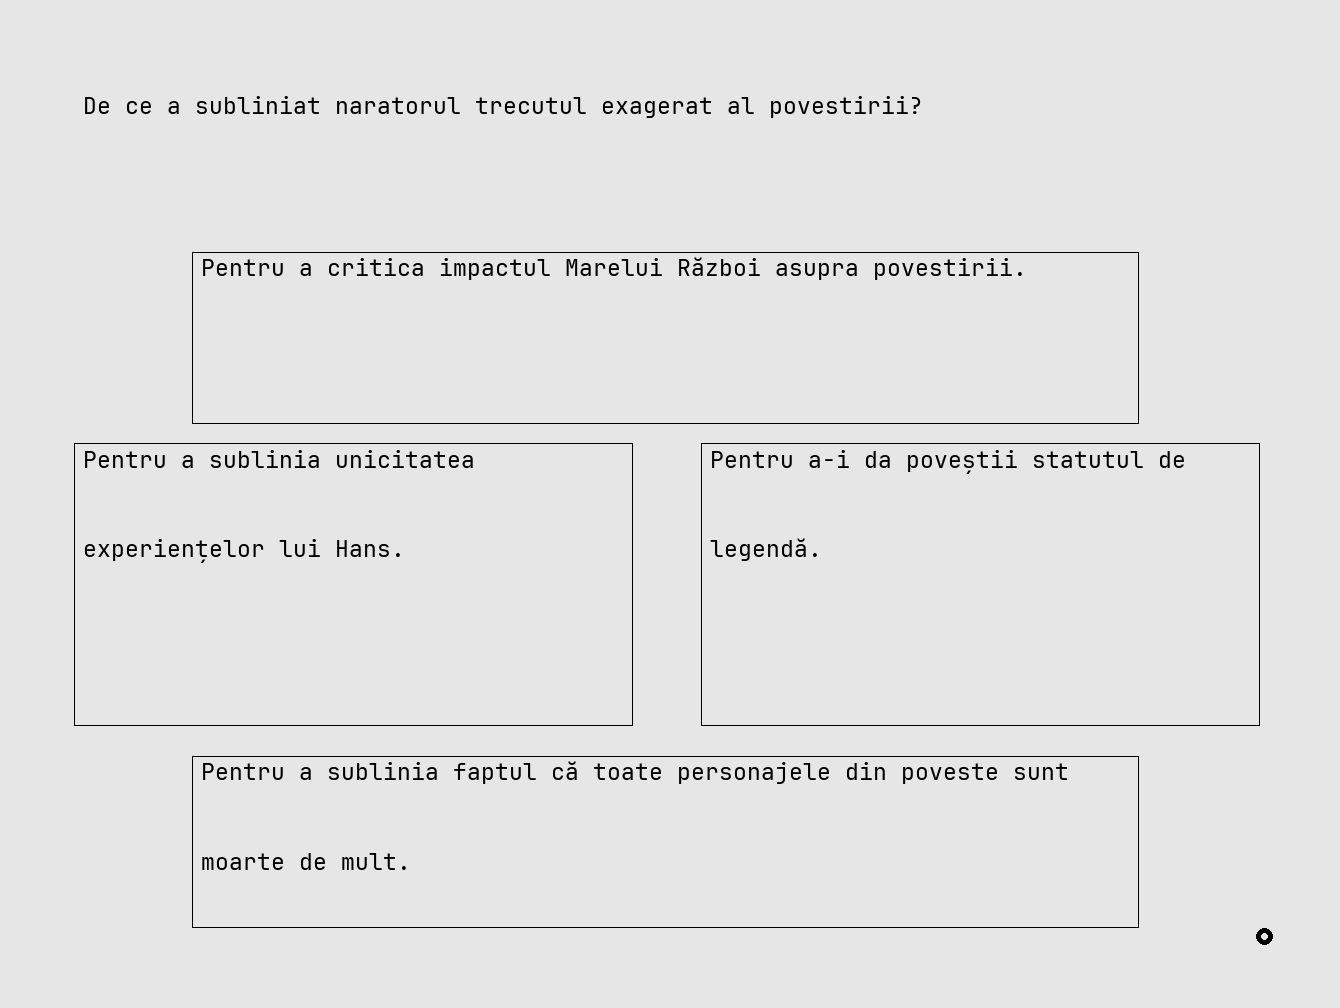 De ce a subliniat naratorul trecutul exagerat al povestirii?
Pentru a critica impactul Marelui Război asupra povestirii.
Pentru a sublinia unicitatea
experiențelor lui Hans.
Pentru a-i da poveștii statutul de
legendă.
Pentru a sublinia faptul că toate personajele din poveste sunt
moarte de mult.